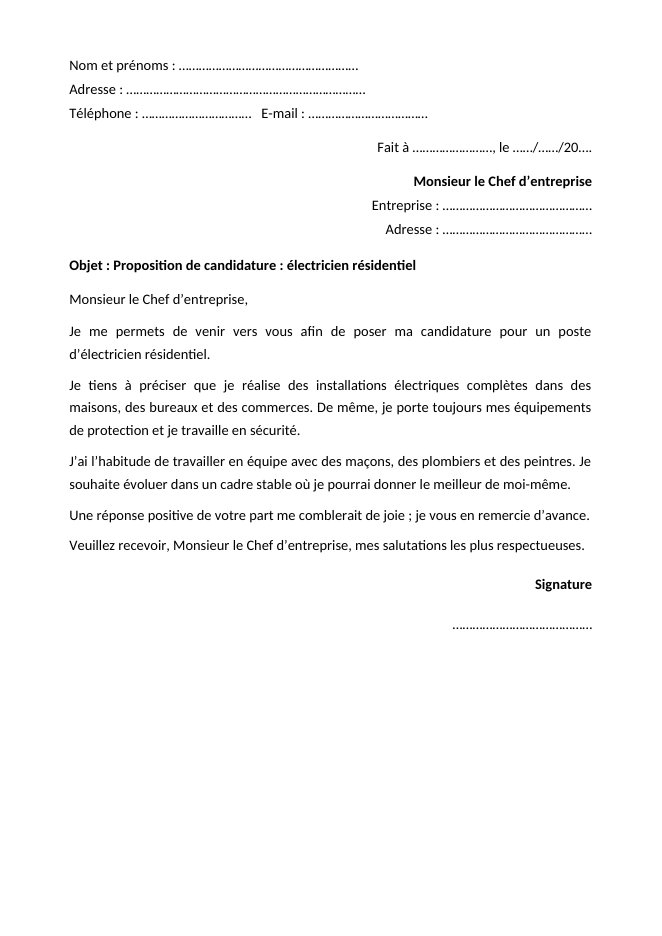 Nom et prénoms : ………………………………………………
Adresse : ………………………………………………………………
Téléphone : …………………………… E-mail : ………………………………
Fait à ……………………, le ……/……/20….
Monsieur le Chef d’entreprise
Entreprise : ………………………………………
Adresse : ………………………………………
Objet : Proposition de candidature : électricien résidentiel
Monsieur le Chef d’entreprise,
Je me permets de venir vers vous afin de poser ma candidature pour un poste
d’électricien résidentiel.
Je tiens à préciser que je réalise des installations électriques complètes dans des
maisons, des bureaux et des commerces. De même, je porte toujours mes équipements
de protection et je travaille en sécurité.
J’ai l’habitude de travailler en équipe avec des maçons, des plombiers et des peintres. Je
souhaite évoluer dans un cadre stable où je pourrai donner le meilleur de moi-même.
Une réponse positive de votre part me comblerait de joie ; je vous en remercie d’avance.
Veuillez recevoir, Monsieur le Chef d’entreprise, mes salutations les plus respectueuses.
Signature
……………………………………